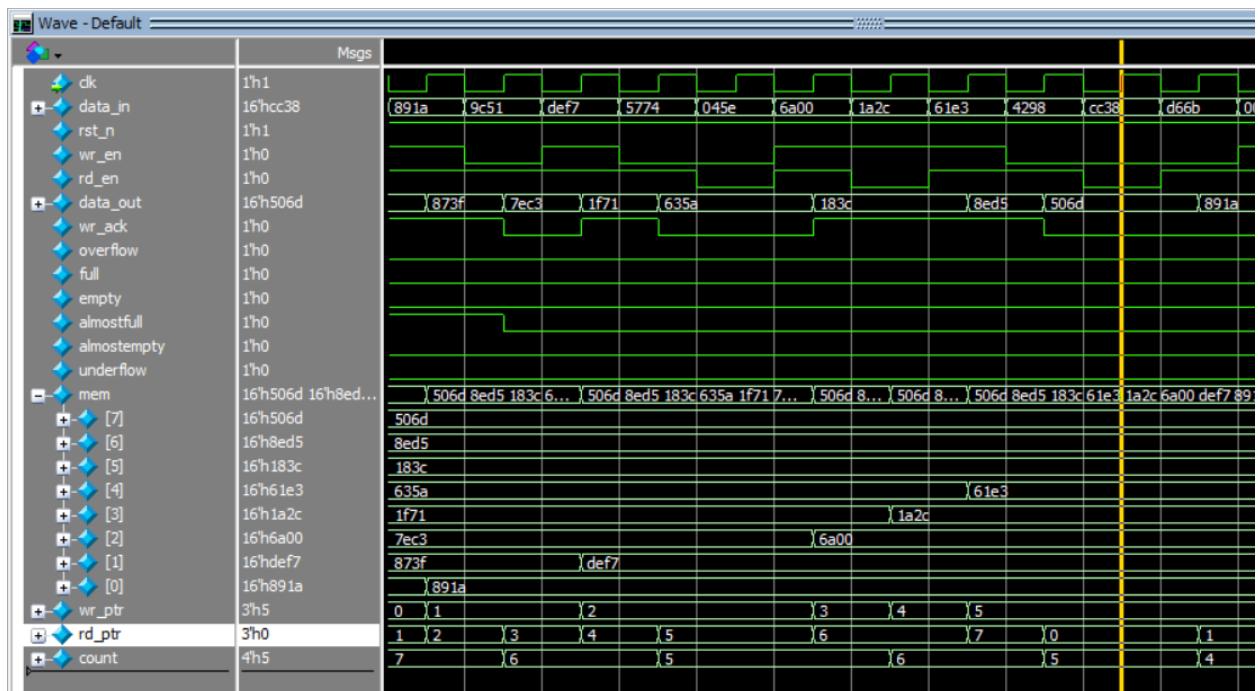 Wave - Default
Msgs
clk 1'h1
data_in 16'hcc38 891a 9c51 def7 5774 045e 6a00 1a2c 61e3 4298 cc38 d66b
rst_n 1'h1
wr_en 1'h0
rd_en 1'h0
data_out 16'h506d 873f 7ec3 1f71 635a 183c 8ed5 506d 891a
wr_ack 1'h0
overflow 1'h0
full 1'h0
empty 1'h0
almostfull 1'h0
almostempty 1'h0
underflow 1'h0
mem 16'h506d 16'h8ed... 506d 8ed5 183c 6... 506d 8ed5 183c 635a 1f71 7... 506d 8... 506d 8... 506d 8ed5 183c 61e3 1a2c 6a00 def7 891
[7] 16'h506d 506d
[6] 16'h8ed5 8ed5
[5] 16'h183c 183c
[4] 16'h61e3 635a 61e3
[3] 16'h1a2c 1f71 1a2c
[2] 16'h6a00 7ec3 6a00
[1] 16'hdef7 873f def7
[0] 16'h891a 891a
wr_ptr 3'h5 0 1 2 3 4 5
rd_ptr 3'h0 1 2 3 4 5 6 7 0 1
count 4'h5 7 6 5 6 5 4